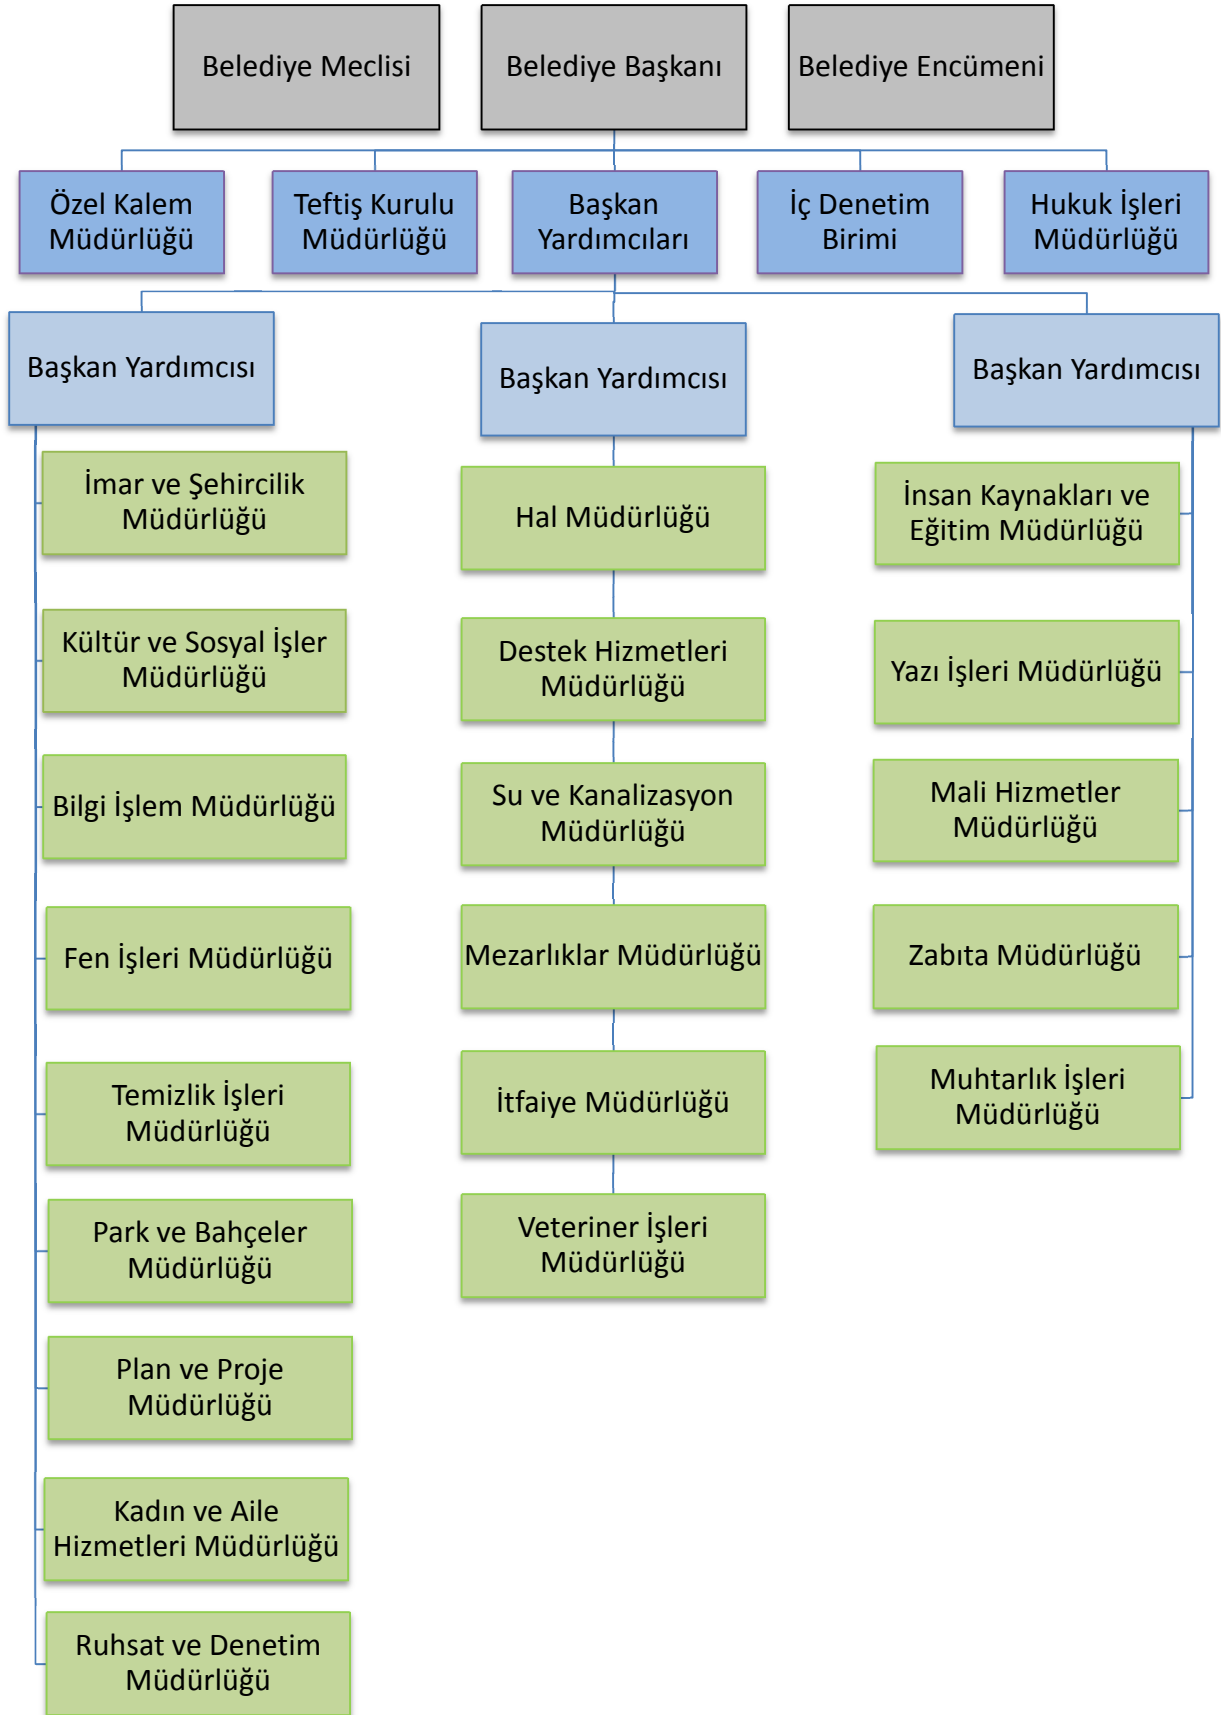 Belediye Meclisi
Belediye Başkanı
Belediye Encümeni
Özel Kalem
Müdürlüğü
Teftiş Kurulu
Müdürlüğü
Başkan
Yardımcıları
İç Denetim
Birimi
Hukuk İşleri
Müdürlüğü
Başkan Yardımcısı
Başkan Yardımcısı
Başkan Yardımcısı
İmar ve Şehircilik
Müdürlüğü
Kültür ve Sosyal İşler
Müdürlüğü
Bilgi İşlem Müdürlüğü
Fen İşleri Müdürlüğü
Temizlik İşleri
Müdürlüğü
Park ve Bahçeler
Müdürlüğü
Plan ve Proje
Müdürlüğü
Kadın ve Aile
Hizmetleri Müdürlüğü
Ruhsat ve Denetim
Müdürlüğü
Hal Müdürlüğü
Destek Hizmetleri
Müdürlüğü
Su ve Kanalizasyon
Müdürlüğü
Mezarlıklar Müdürlüğü
İtfaiye Müdürlüğü
Veteriner İşleri
Müdürlüğü
İnsan Kaynakları ve
Eğitim Müdürlüğü
Yazı İşleri Müdürlüğü
Mali Hizmetler
Müdürlüğü
Zabıta Müdürlüğü
Muhtarlık İşleri
Müdürlüğü